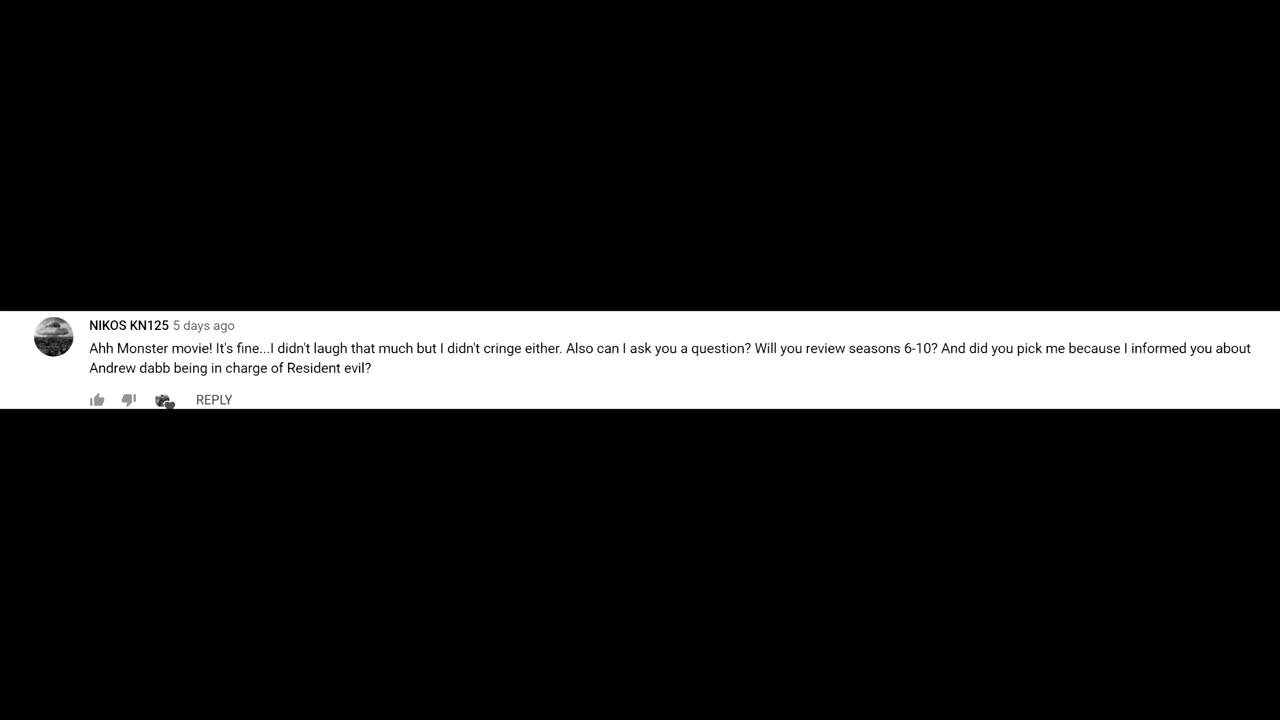 NIKOS KN125 5 days ago
Ahh Monster movie! It's fine...I didn't laugh that much but I didn't cringe either. Also can I ask you a question? Will you review seasons 6-10? And did you pick me because I informed you about
Andrew dabb being in charge of Resident evil?
REPLY